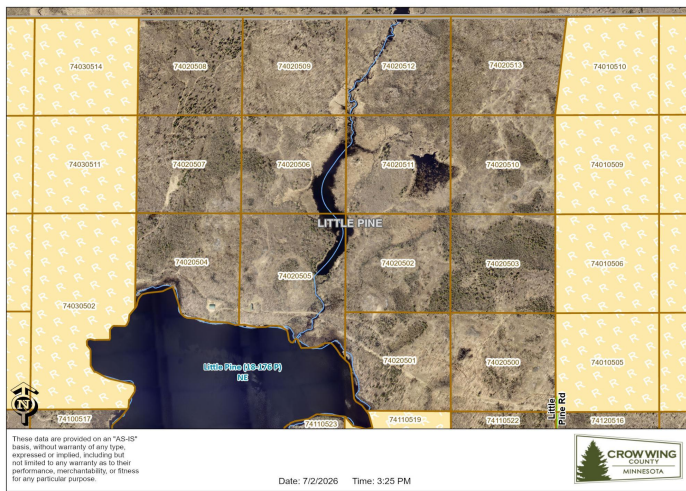 74030514
74020508
74020509
74020512
74020513
74010510
74030511
74020507
74020506
74020511
74020510
74010509
LITTLE PINE
74020504
74020505
74020502
74020503
74010506
74030502
1
Little Pine (18-176 P)
NE
74020501
74020500
74010505
Little
Pine Rd
N
74100517
74110523
74110519
74110522
74120516
These data are provided on an "AS-IS"
basis, without warranty of any type,
expressed or implied, including but
not limited to any warranty as to their
performance, merchantability, or fitness
for any particular purpose.
Date: 7/2/2026 Time: 3:25 PM
CROW WING
COUNTY
MINNESOTA